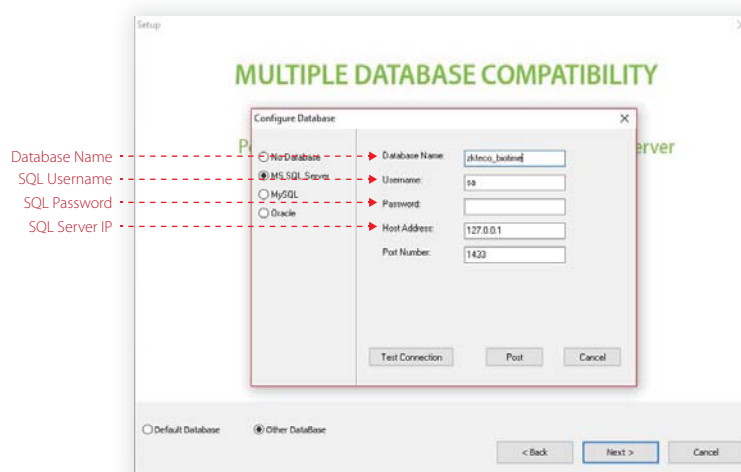 Setup
MULTIPLE DATABASE COMPATIBILITY
Configure Database
erver
Database Name
SQL Username
SQL Password
SQL Server IP
No Database
MS SQL Server
MySQL
Oracle
Database Name: zkteco_biotime
Username: sa
Password:
Host Address: 127.0.0.1
Port Number: 1433
Test Connection Post Cancel
Default Database Other DataBase
< Back Next > Cancel